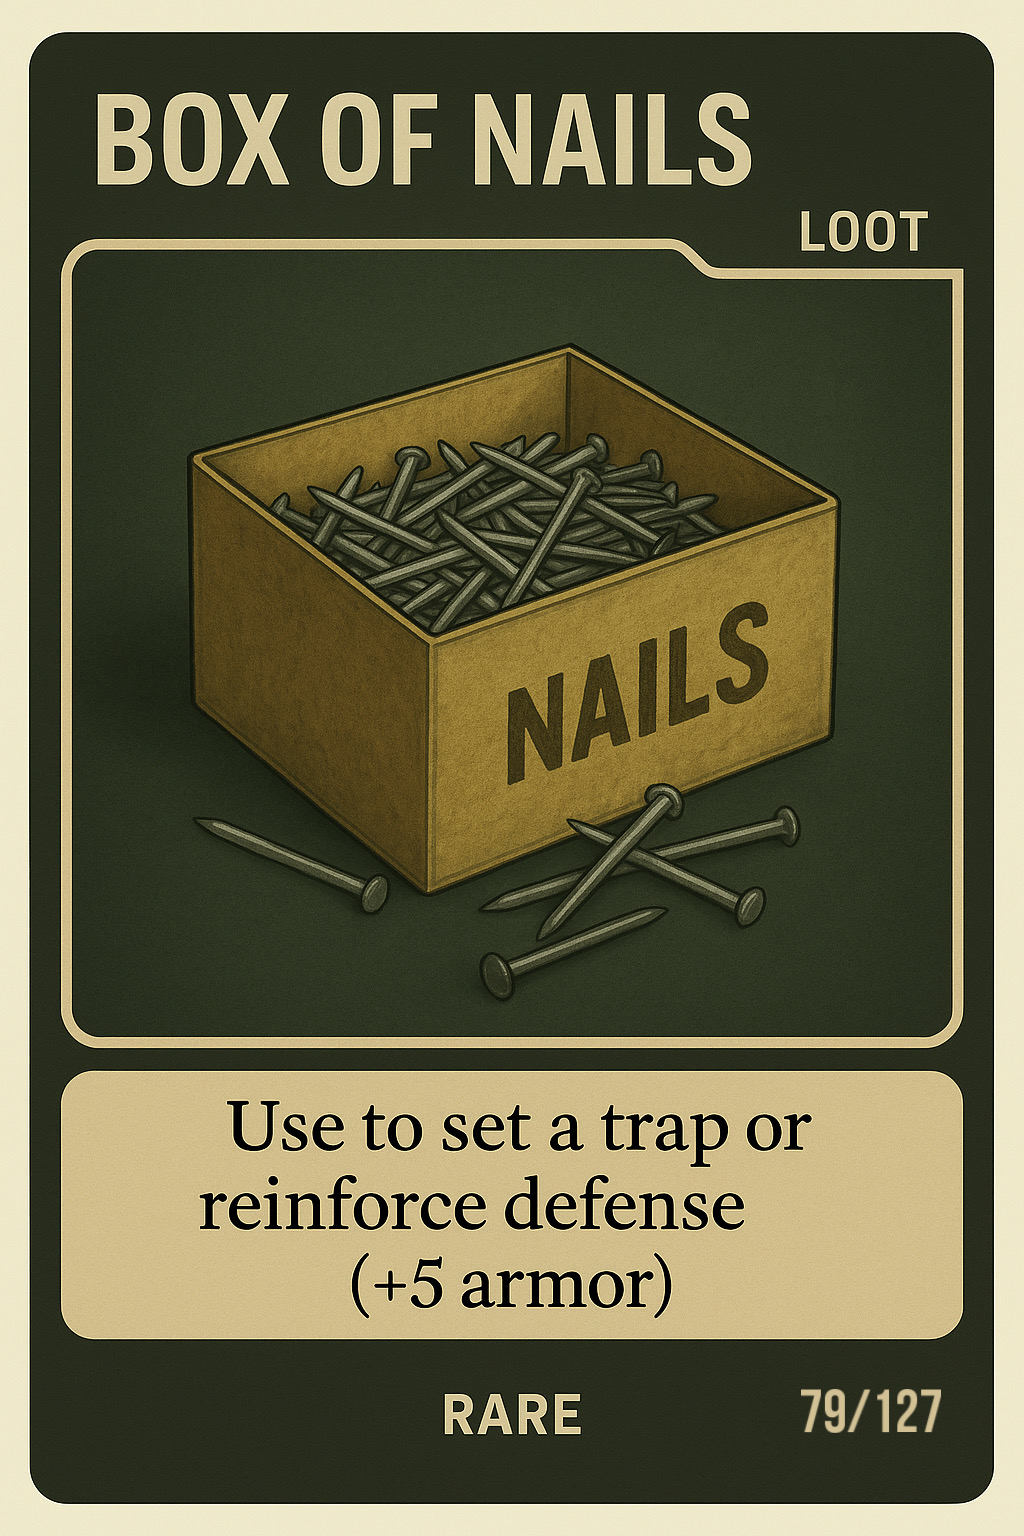 BOX OF NAILS
LOOT
NAILS
Use to set a trap or
reinforce defense
(+5 armor)
RARE
79/127